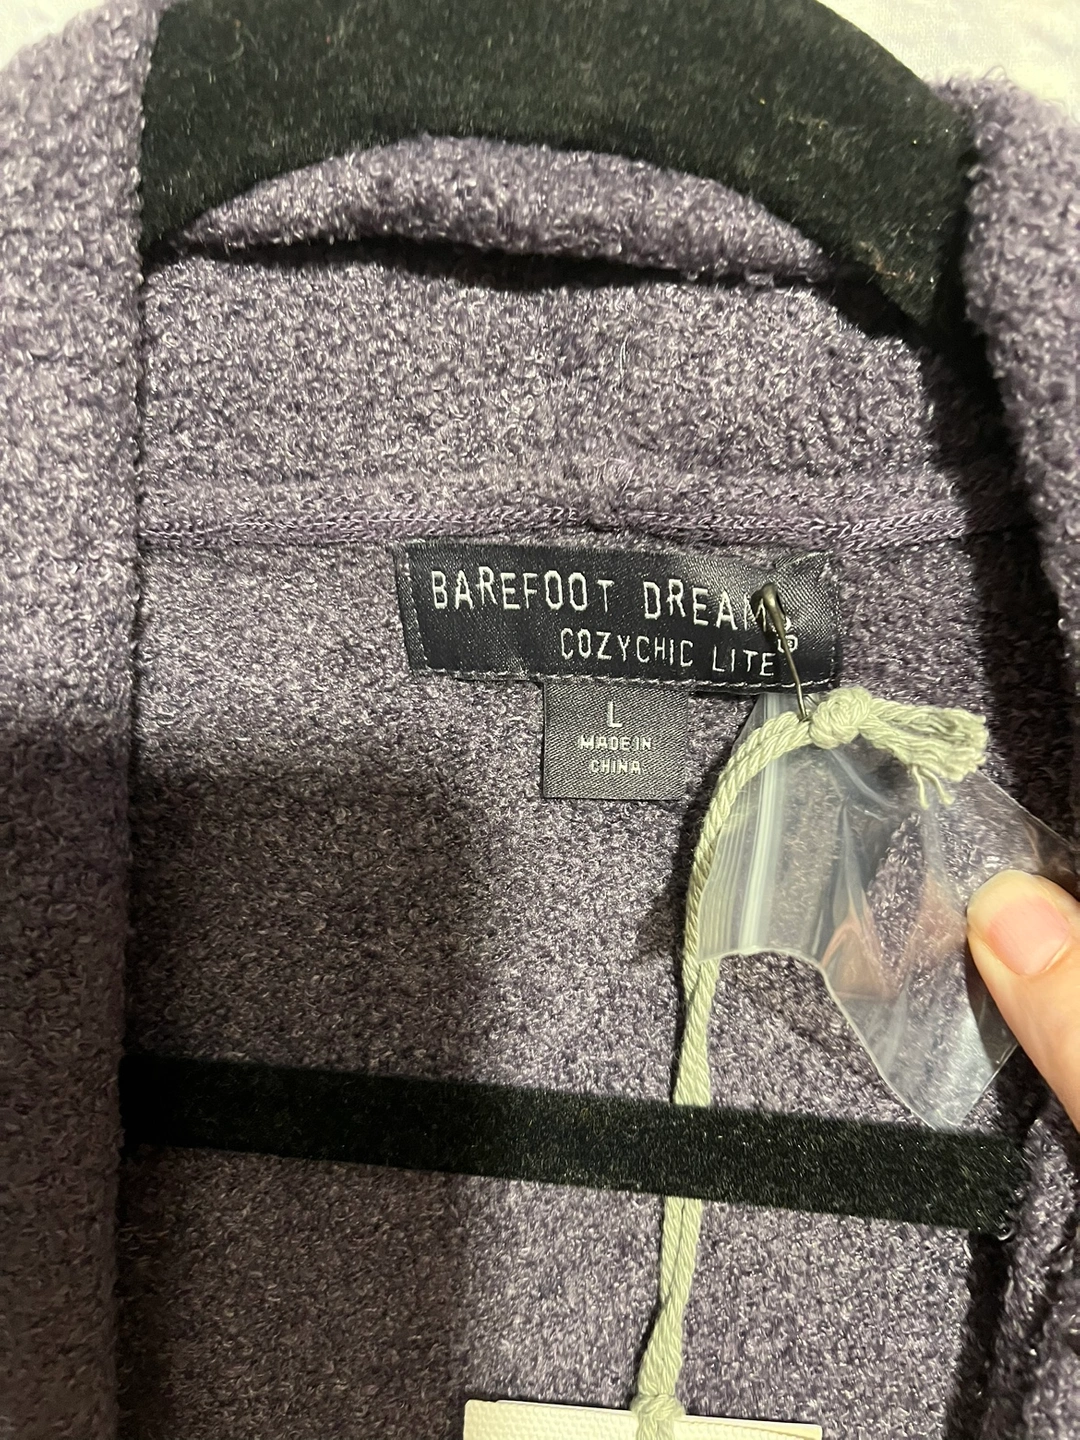 BAREFOOT DREAMS
COZYCHIC LITE®
L
MADE IN
CHINA